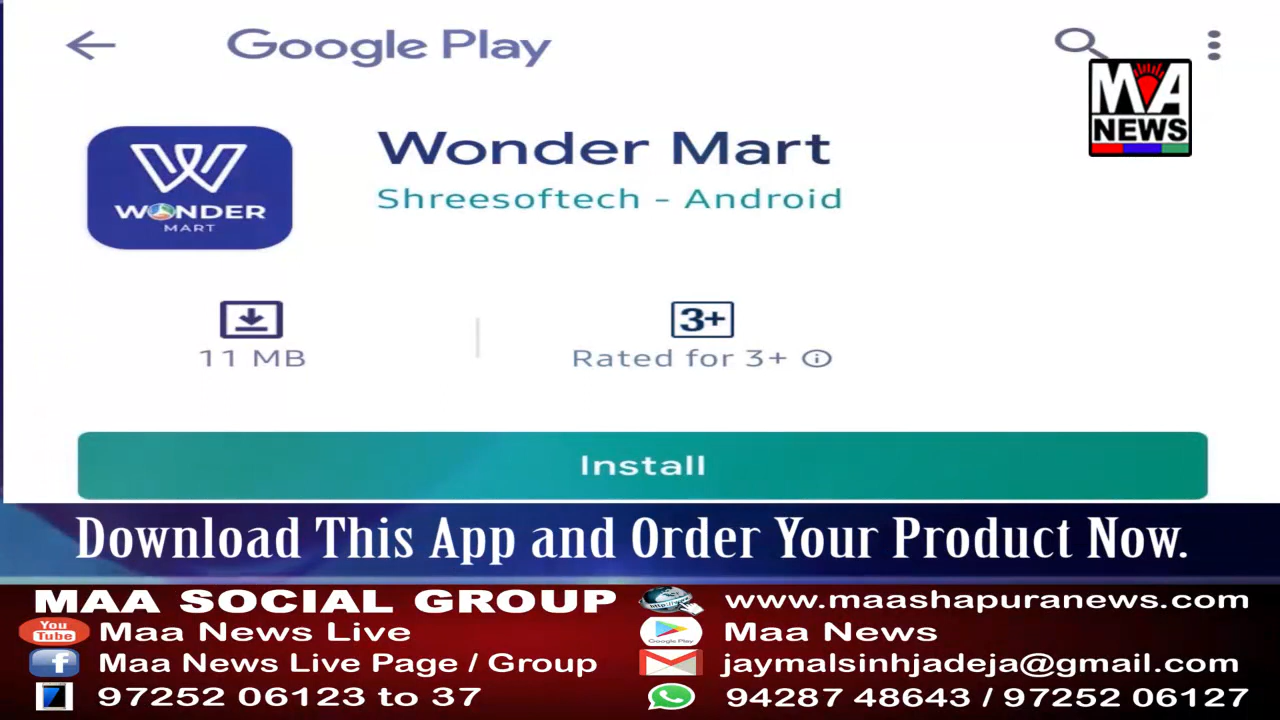 Google Play
MAA
NEWS
W
WONDER
MART
Wonder Mart
Shreesoftech - Android
11 MB
3+
Rated for 3+
Install
Download This App and Order Your Product Now.
MAA SOCIAL GROUP
http://www
www.maashapuranews.com
You Tube
Maa News Live
Google Play
Maa News
f
Maa News Live Page / Group
jaymalsinhjadeja@gmail.com
97252 06123 to 37
94287 48643 / 97252 06127